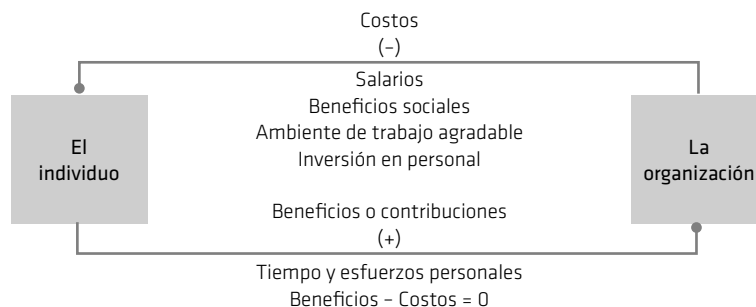 Costos
(–)
Salarios
Beneficios sociales
Ambiente de trabajo agradable
Inversión en personal
El
individuo
La
organización
Beneficios o contribuciones
(+)
Tiempo y esfuerzos personales
Beneficios – Costos = 0